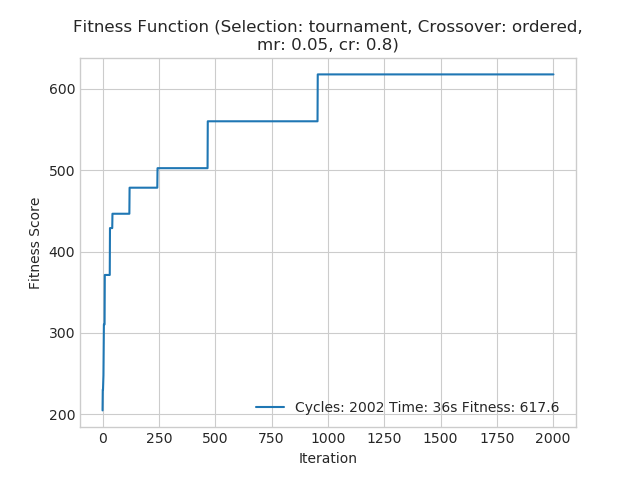 Fitness Function (Selection: tournament, Crossover: ordered,
mr: 0.05, cr: 0.8)
Fitness Score
600
500
400
300
200
Cycles: 2002 Time: 36s Fitness: 617.6
0 250 500 750 1000 1250 1500 1750 2000
Iteration